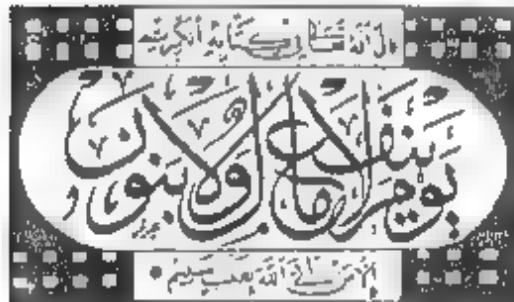 قال الله تعالى في كتابه الكريم
يوم لا ينفع مال ولا بنون
إلا من أتى الله بقلب سليم